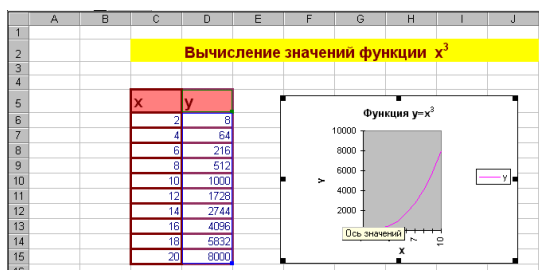 A B C D E F G H I J
1
2 Вычисление значений функции x³
3
4
5 x y
6 2 8
7 4 64
8 6 216
9 8 512
10 10 1000
11 12 1728
12 14 2744
13 16 4096
14 18 5832
15 20 8000
Функция y=x³
10000
8000
6000
4000
2000
Y
y
Ось значений
7
10
x